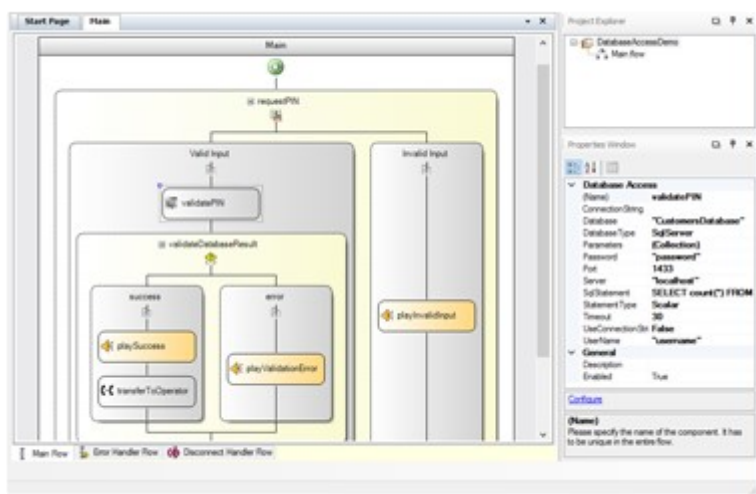 Start Page Main
Main
requestPIN
Valid Input
Invalid Input
validatePIN
validateDatabaseResult
success
error
playSuccess
playValidationError
playInvalidInput
transferToOperator
Main flow Error Handler flow Disconnect Handler flow
Project Explorer
DatabaseAccessDemo
Main.flow
Properties Window
Database Access
(Name) validatePIN
ConnectionString
Database "CustomersDatabase"
DatabaseType SqlServer
Parameters (Collection)
Password "password"
Port 1433
Server "localhost"
SqlStatement SELECT count(*) FROM
StatementType Scalar
Timeout 30
UseConnectionStri False
UserName "username"
General
Description
Enabled True
Configure
(Name)
Please specify the name of the component. It has
to be unique in the entire flow.